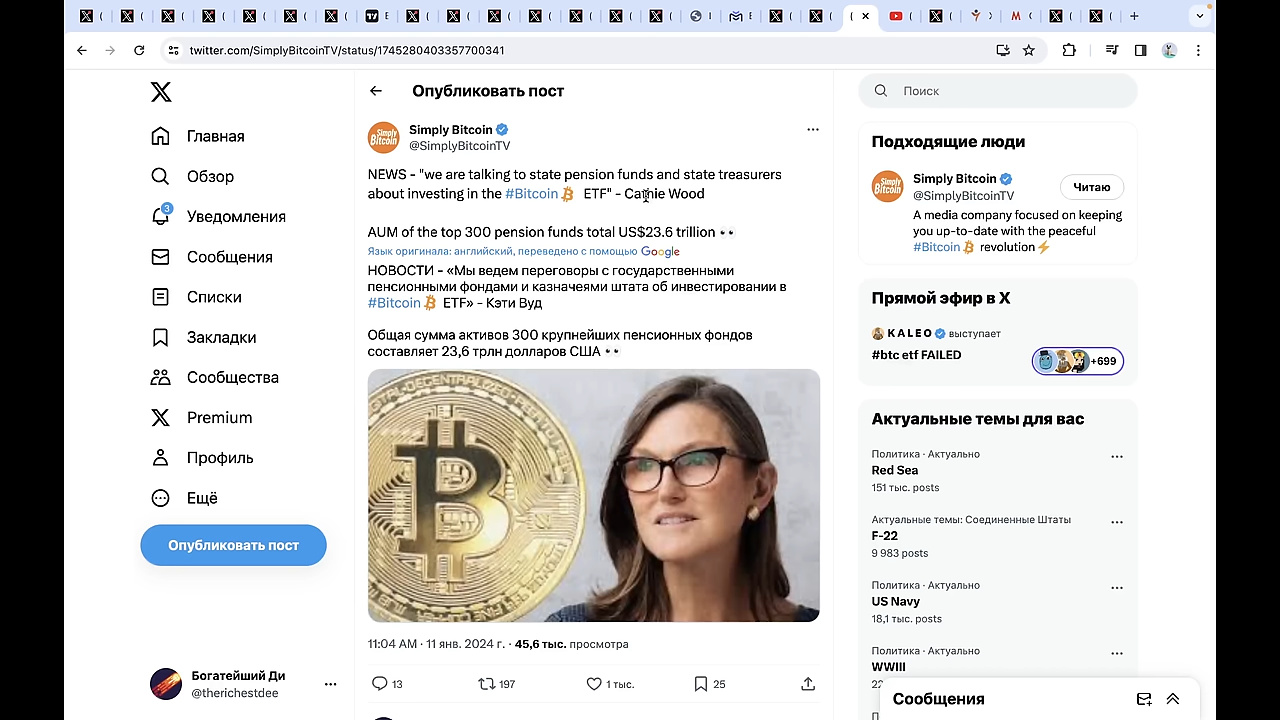 twitter.com/SimplyBitcoinTV/status/1745280403357700341
Главная
Обзор
3
Уведомления
Сообщения
Списки
Закладки
Сообщества
Premium
Профиль
Ещё
Опубликовать пост
Богатейший Ди
@therichestdee
Опубликовать пост
Simply Bitcoin
@SimplyBitcoinTV
NEWS - "we are talking to state pension funds and state treasurers
about investing in the #Bitcoin ETF" - Cathie Wood
AUM of the top 300 pension funds total US$23.6 trillion 👀
Язык оригинала: английский, переведено с помощью Google
НОВОСТИ - «Мы ведем переговоры с государственными
пенсионными фондами и казначеями штата об инвестировании в
#Bitcoin ETF» - Кэти Вуд
Общая сумма активов 300 крупнейших пенсионных фондов
составляет 23,6 трлн долларов США 👀
11:04 AM · 11 янв. 2024 г. · 45,6 тыс. просмотра
13 197 1 тыс. 25
Поиск
Подходящие люди
Simply Bitcoin
@SimplyBitcoinTV
Читаю
A media company focused on keeping
you up-to-date with the peaceful
#Bitcoin revolution⚡
Прямой эфир в X
KALEO выступает
#btc etf FAILED
+699
Актуальные темы для вас
Политика · Актуально
Red Sea
151 тыс. posts
Актуальные темы: Соединенные Штаты
F-22
9 983 posts
Политика · Актуально
US Navy
18,1 тыс. posts
Политика · Актуально
WWIII
Сообщения